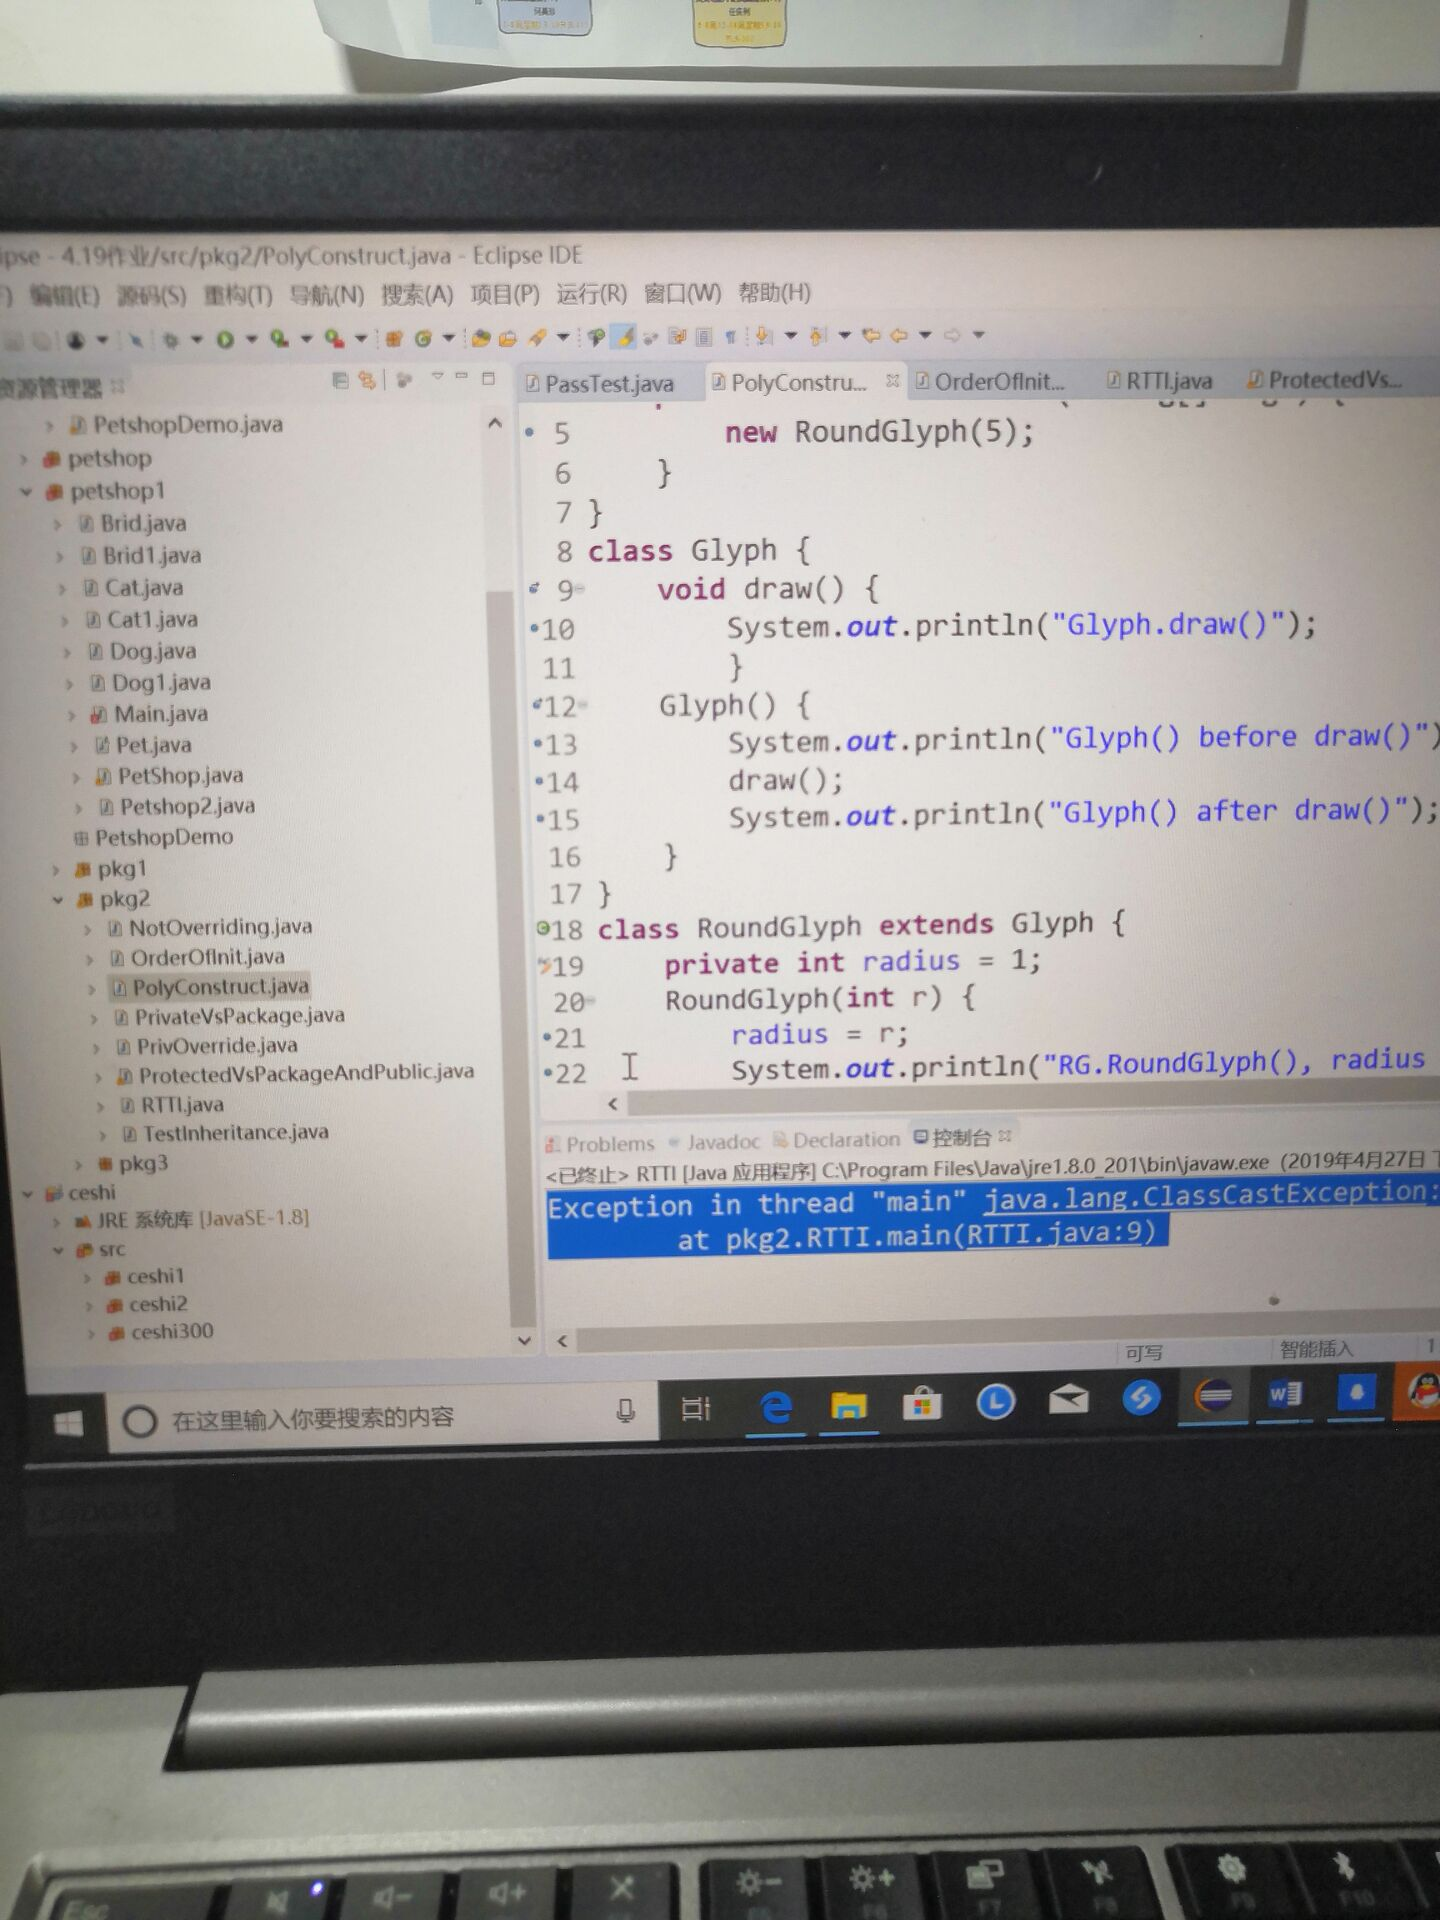 ipse - 4.19作业/src/pkg2/PolyConstruct.java - Eclipse IDE
编辑(E) 源码(S) 重构(T) 导航(N) 搜索(A) 项目(P) 运行(R) 窗口(W) 帮助(H)
资源管理器
PetshopDemo.java
petshop
petshop1
Brid.java
Brid1.java
Cat.java
Cat1.java
Dog.java
Dog1.java
Main.java
Pet.java
PetShop.java
Petshop2.java
PetshopDemo
pkg1
pkg2
NotOverriding.java
OrderOfInit.java
PolyConstruct.java
PrivateVsPackage.java
PrivOverride.java
ProtectedVsPackageAndPublic.java
RTTI.java
TestInheritance.java
pkg3
ceshi
JRE 系统库 [JavaSE-1.8]
src
ceshi1
ceshi2
ceshi300
PassTest.java PolyConstru... OrderOfInit... RTTI.java ProtectedVs...
5 new RoundGlyph(5);
6 }
7 }
8 class Glyph {
9 void draw() {
10 System.out.println("Glyph.draw()");
11 }
12 Glyph() {
13 System.out.println("Glyph() before draw()")
14 draw();
15 System.out.println("Glyph() after draw()");
16 }
17 }
18 class RoundGlyph extends Glyph {
19 private int radius = 1;
20 RoundGlyph(int r) {
21 radius = r;
22 System.out.println("RG.RoundGlyph(), radius
Problems Javadoc Declaration 控制台
<已终止> RTTI [Java 应用程序] C:\Program Files\Java\jre1.8.0_201\bin\javaw.exe (2019年4月27日
Exception in thread "main" java.lang.ClassCastException:
at pkg2.RTTI.main(RTTI.java:9)
可写 智能插入 1
在这里输入你要搜索的内容
Lenovo
Esc
F7
F8
F9
F10